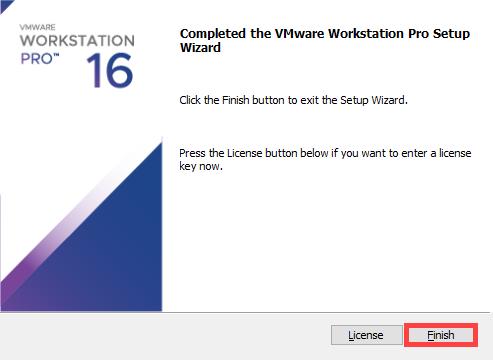 VMWARE
WORKSTATION
PRO™ 16
Completed the VMware Workstation Pro Setup
Wizard
Click the Finish button to exit the Setup Wizard.
Press the License button below if you want to enter a license
key now.
License
Finish